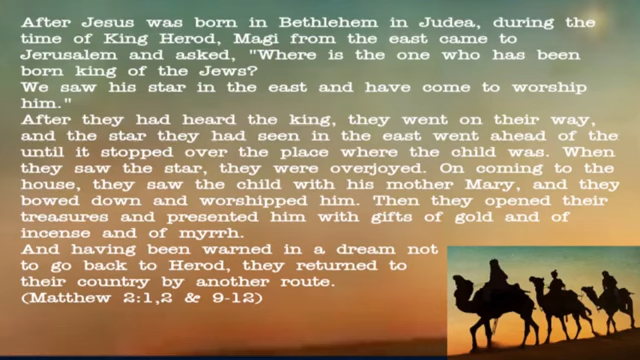 After Jesus was born in Bethlehem in Judea, during the
time of King Herod, Magi from the east came to
Jerusalem and asked, "Where is the one who has been
born king of the Jews?
We saw his star in the east and have come to worship
him."
After they had heard the king, they went on their way,
and the star they had seen in the east went ahead of the
until it stopped over the place where the child was. When
they saw the star, they were overjoyed. On coming to the
house, they saw the child with his mother Mary, and they
bowed down and worshipped him. Then they opened their
treasures and presented him with gifts of gold and of
incense and of myrrh.
And having been warned in a dream not
to go back to Herod, they returned to
their country by another route.
(Matthew 2:1,2 & 9-12)